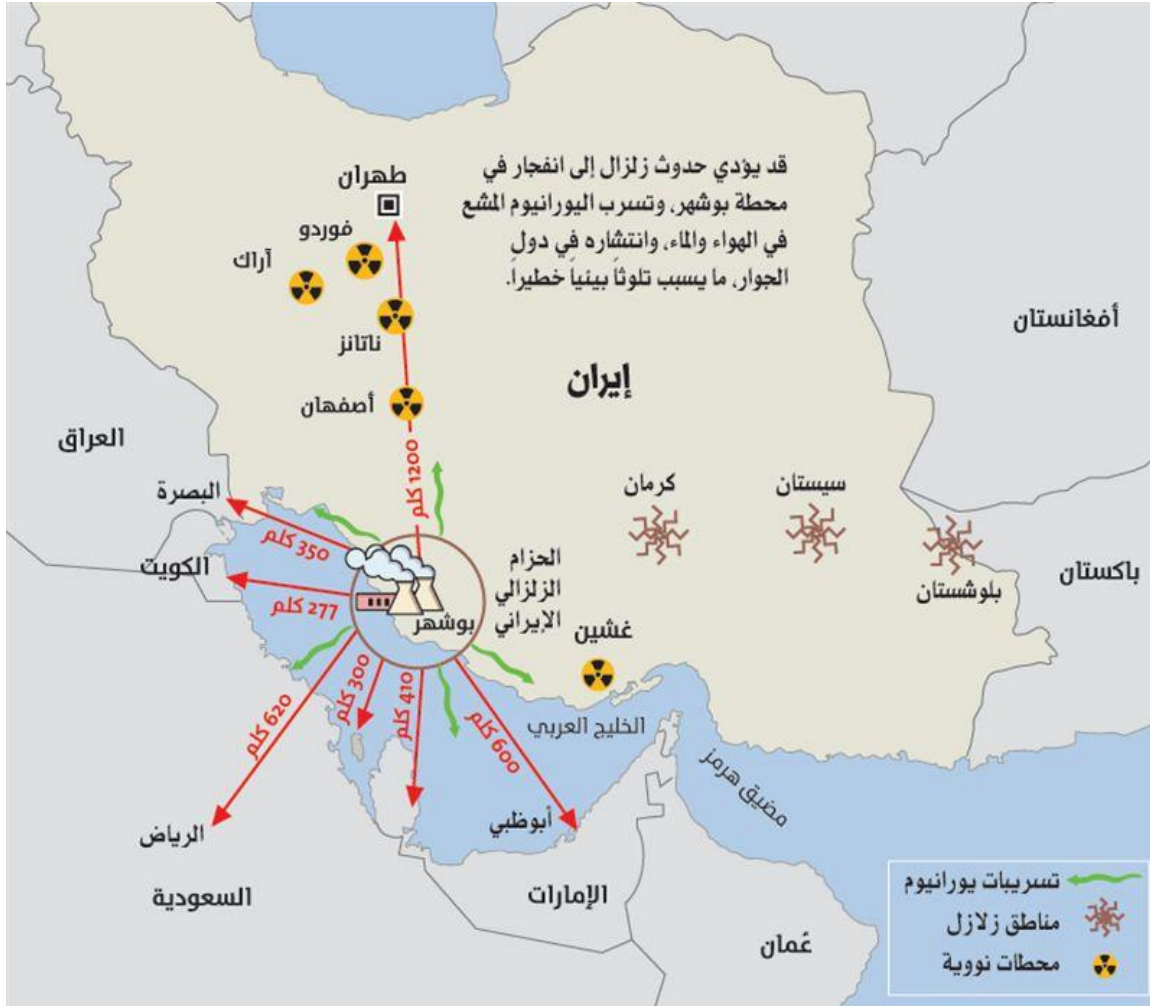 قد يؤدي حدوث زلزال إلى انفجار في
محطة بوشهر، وتسرب اليورانيوم المشع
في الهواء والماء، وانتشاره في دول
الجوار، ما يسبب تلوثاً بيئياً خطيراً.
طهران
فوردو
آراك
ناتانز
أصفهان
إيران
أفغانستان
العراق
1200 كلم
البصرة
350 كلم
الكويت
277 كلم
كرمان
سيستان
بلوشستان
باكستان
الحزام
الزلزالي
الإيراني
بوشهر
غشين
620 كلم
300 كلم
410 كلم
600 كلم
الخليج العربي
مضيق هرمز
أبوظبي
الرياض
السعودية
الإمارات
عُمان
تسريبات يورانيوم
مناطق زلازل
محطات نووية